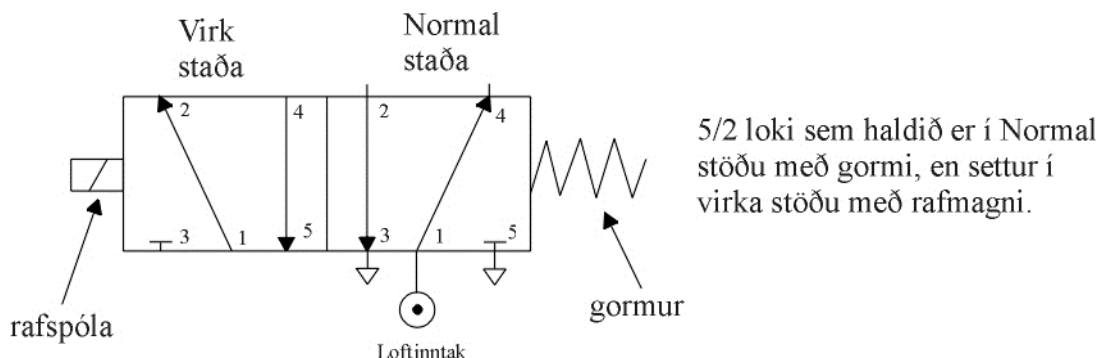 Virk
staða
Normal
staða
2
4
2
4
3
1
5
3
1
5
5/2 loki sem haldið er í Normal
stöðu með gormi, en settur í
virka stöðu með rafmagni.
rafspóla
gormur
Loftinntak